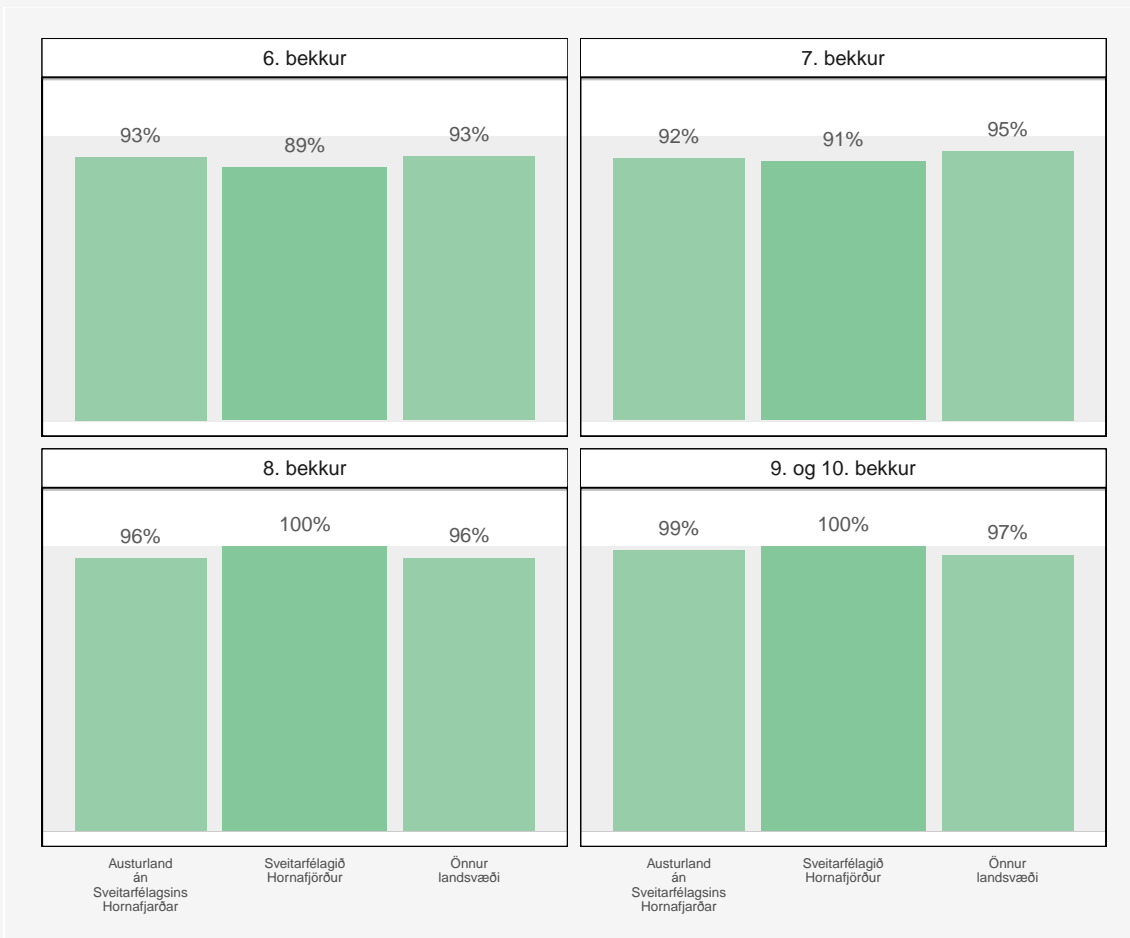 6. bekkur
93%
89%
93%
7. bekkur
92%
91%
95%
8. bekkur
96%
100%
96%
9. og 10. bekkur
99%
100%
97%
Austurland
án
Sveitarfélagsins
Hornafjarðar
Sveitarfélagið
Hornafjörður
Önnur
landsvæði
Austurland
án
Sveitarfélagsins
Hornafjarðar
Sveitarfélagið
Hornafjörður
Önnur
landsvæði